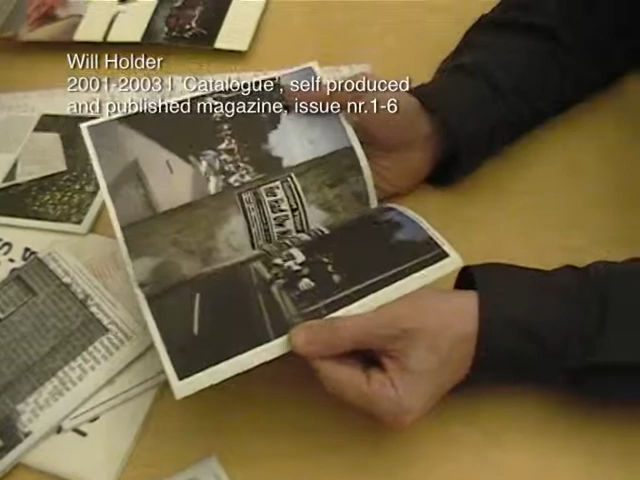 Will Holder
2001-2003 | 'Catalogue', self produced
and published magazine, issue nr.1-6